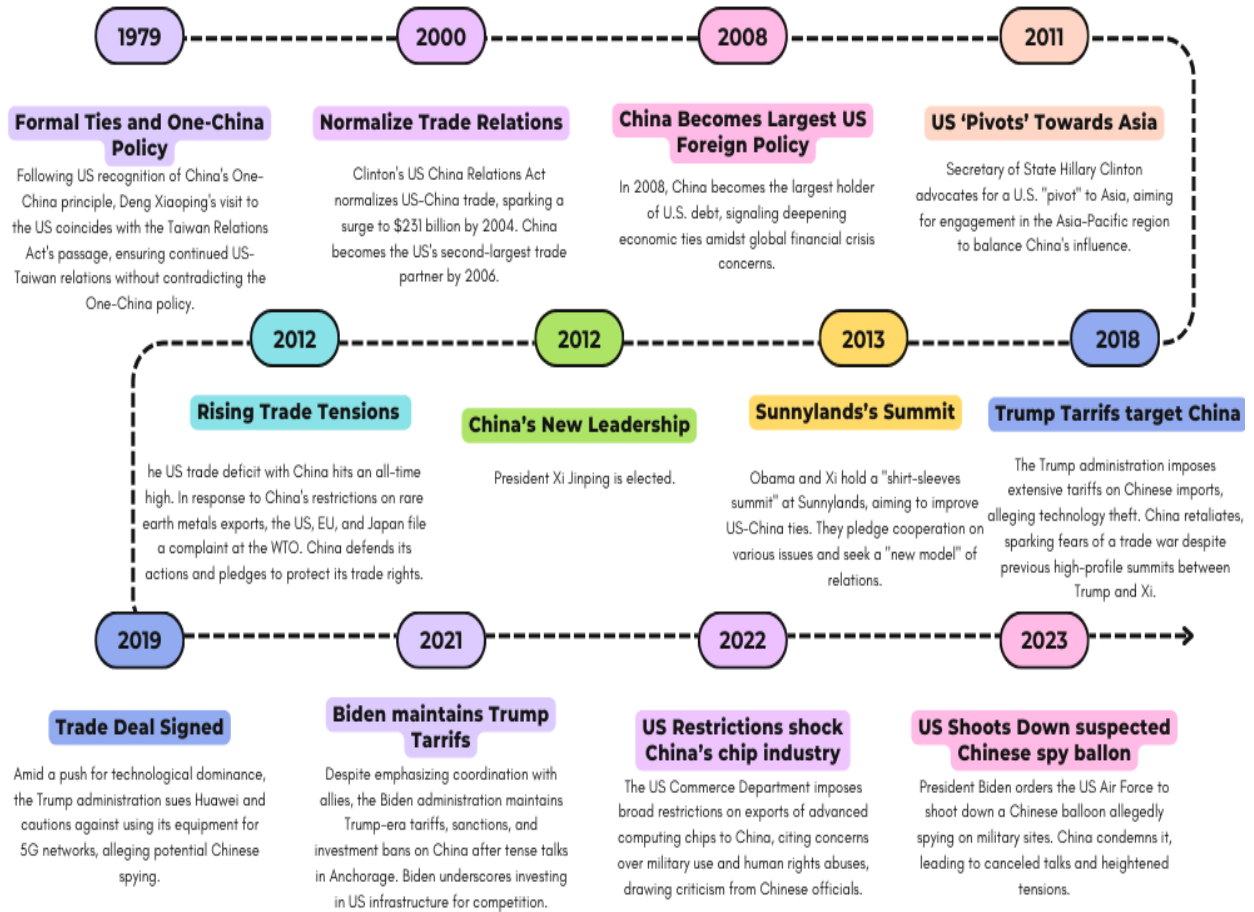 1979
2000
2008
2011
Formal Ties and One-China
Policy
Following US recognition of China's One-
China principle, Deng Xiaoping's visit to
the US coincides with the Taiwan Relations
Act's passage, ensuring continued US-
Taiwan relations without contradicting the
One-China policy.
Normalize Trade Relations
Clinton's US China Relations Act
normalizes US-China trade, sparking a
surge to $231 billion by 2004. China
becomes the US's second-largest trade
partner by 2006.
China Becomes Largest US
Foreign Policy
In 2008, China becomes the largest holder
of U.S. debt, signaling deepening
economic ties amidst global financial crisis
concerns.
US ‘Pivots’ Towards Asia
Secretary of State Hillary Clinton
advocates for a U.S. "pivot" to Asia, aiming
for engagement in the Asia-Pacific region
to balance China's influence.
2012
2012
2013
2018
Rising Trade Tensions
he US trade deficit with China hits an all-time
high. In response to China's restrictions on rare
earth metals exports, the US, EU, and Japan file
a complaint at the WTO. China defends its
actions and pledges to protect its trade rights.
China’s New Leadership
President Xi Jinping is elected.
Sunnylands’s Summit
Obama and Xi hold a "shirt-sleeves
summit" at Sunnylands, aiming to improve
US-China ties. They pledge cooperation on
various issues and seek a "new model" of
relations.
Trump Tarrifs target China
The Trump administration imposes
extensive tariffs on Chinese imports,
alleging technology theft. China retaliates,
sparking fears of a trade war despite
previous high-profile summits between
Trump and Xi.
2019
2021
2022
2023
Trade Deal Signed
Amid a push for technological dominance,
the Trump administration sues Huawei and
cautions against using its equipment for
5G networks, alleging potential Chinese
spying.
Biden maintains Trump
Tarrifs
Despite emphasizing coordination with
allies, the Biden administration maintains
Trump-era tariffs, sanctions, and
investment bans on China after tense talks
in Anchorage. Biden underscores investing
in US infrastructure for competition.
US Restrictions shock
China’s chip industry
The US Commerce Department imposes
broad restrictions on exports of advanced
computing chips to China, citing concerns
over military use and human rights abuses,
drawing criticism from Chinese officials.
US Shoots Down suspected
Chinese spy ballon
President Biden orders the US Air Force to
shoot down a Chinese balloon allegedly
spying on military sites. China condemns it,
leading to canceled talks and heightened
tensions.